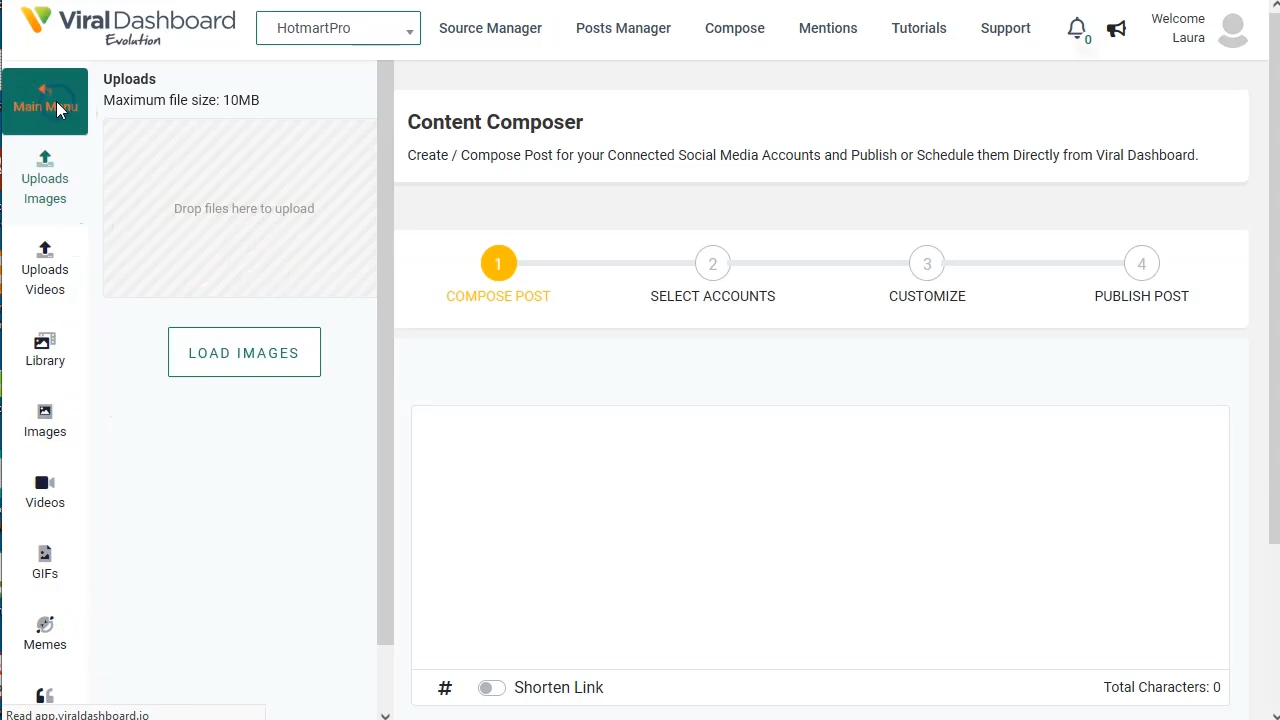 Viral Dashboard
Evolution
HotmartPro
Source Manager
Posts Manager
Compose
Mentions
Tutorials
Support
0
Welcome
Laura
Main Menu
Uploads
Images
Uploads
Videos
Library
Images
Videos
GIFs
Memes
Uploads
Maximum file size: 10MB
Drop files here to upload
LOAD IMAGES
Content Composer
Create / Compose Post for your Connected Social Media Accounts and Publish or Schedule them Directly from Viral Dashboard.
1
2
3
4
COMPOSE POST
SELECT ACCOUNTS
CUSTOMIZE
PUBLISH POST
# Shorten Link
Total Characters: 0
Read app.viraldashboard.io